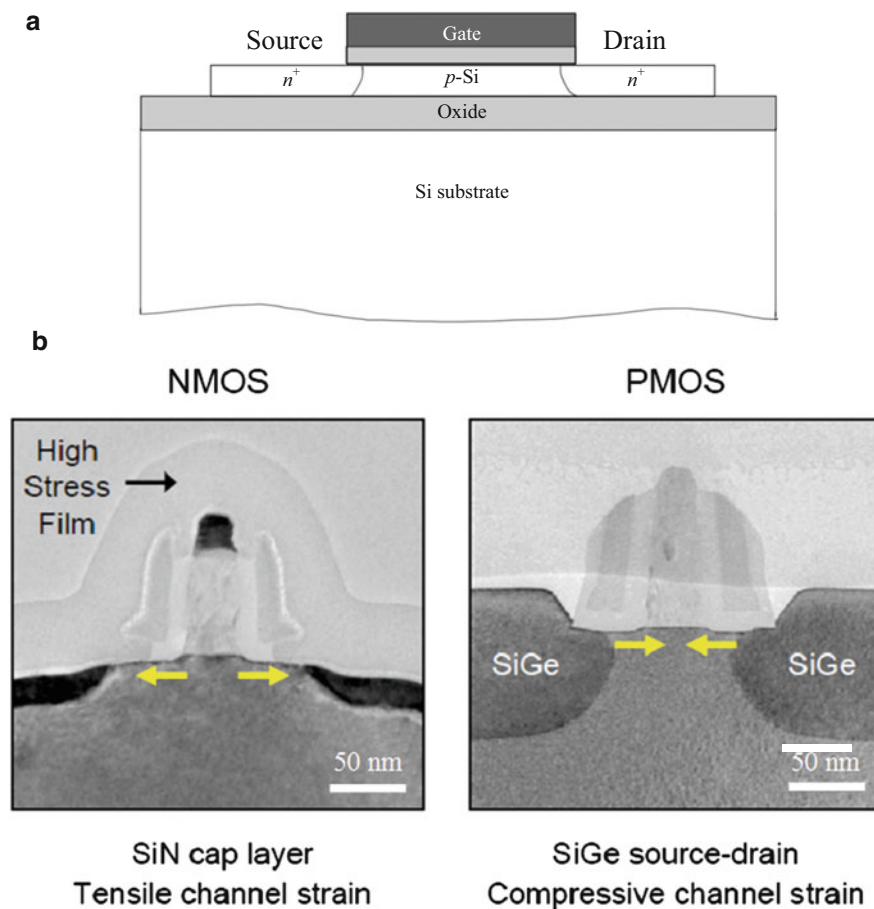 a
Source
Gate
Drain
n+
p-Si
n+
Oxide
Si substrate
b
NMOS
PMOS
High
Stress
Film
SiGe
SiGe
50 nm
50 nm
SiN cap layer
Tensile channel strain
SiGe source-drain
Compressive channel strain